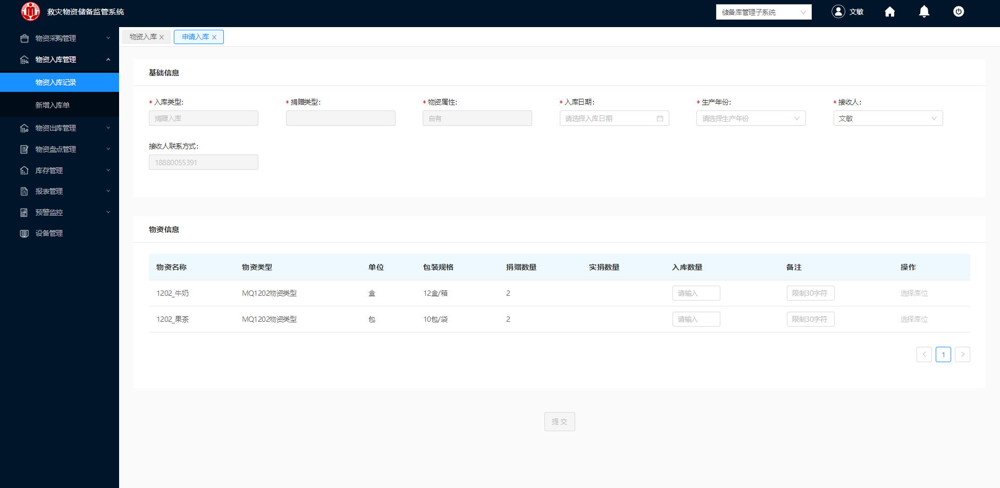 救灾物资储备监管系统
储备库管理子系统
文敏
物资采购管理
物资入库管理
物资入库记录
新增入库单
物资出库管理
物资盘点管理
库存管理
报表管理
预警监控
设备管理
物资入库
申请入库
基础信息
* 入库类型: * 捐赠类型: * 物资属性: * 入库日期: * 生产年份: * 接收人:
捐赠入库 自有 请选择入库日期 请选择生产年份 文敏
接收人联系方式:
18880055391
物资信息
物资名称 物资类型 单位 包装规格 捐赠数量 实捐数量 入库数量 备注 操作
1202_牛奶 MQ1202物资类型 盒 12盒/箱 2 请输入 限制30字符 选择库位
1202_果茶 MQ1202物资类型 包 10包/袋 2 请输入 限制30字符 选择库位
< 1 >
提交